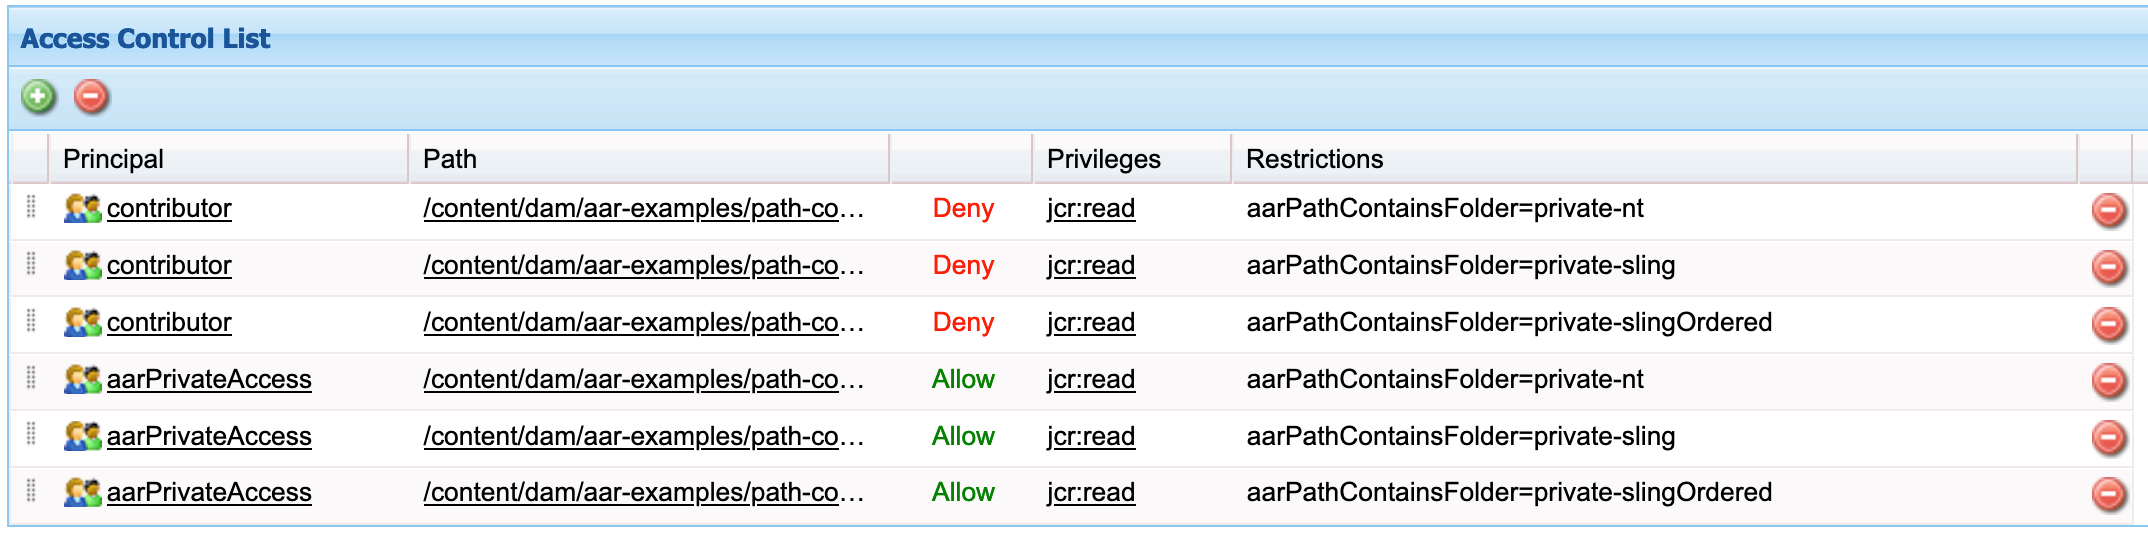 Access Control List
Principal Path Privileges Restrictions
contributor /content/dam/aar-examples/path-co... Deny jcr:read aarPathContainsFolder=private-nt
contributor /content/dam/aar-examples/path-co... Deny jcr:read aarPathContainsFolder=private-sling
contributor /content/dam/aar-examples/path-co... Deny jcr:read aarPathContainsFolder=private-slingOrdered
aarPrivateAccess /content/dam/aar-examples/path-co... Allow jcr:read aarPathContainsFolder=private-nt
aarPrivateAccess /content/dam/aar-examples/path-co... Allow jcr:read aarPathContainsFolder=private-sling
aarPrivateAccess /content/dam/aar-examples/path-co... Allow jcr:read aarPathContainsFolder=private-slingOrdered